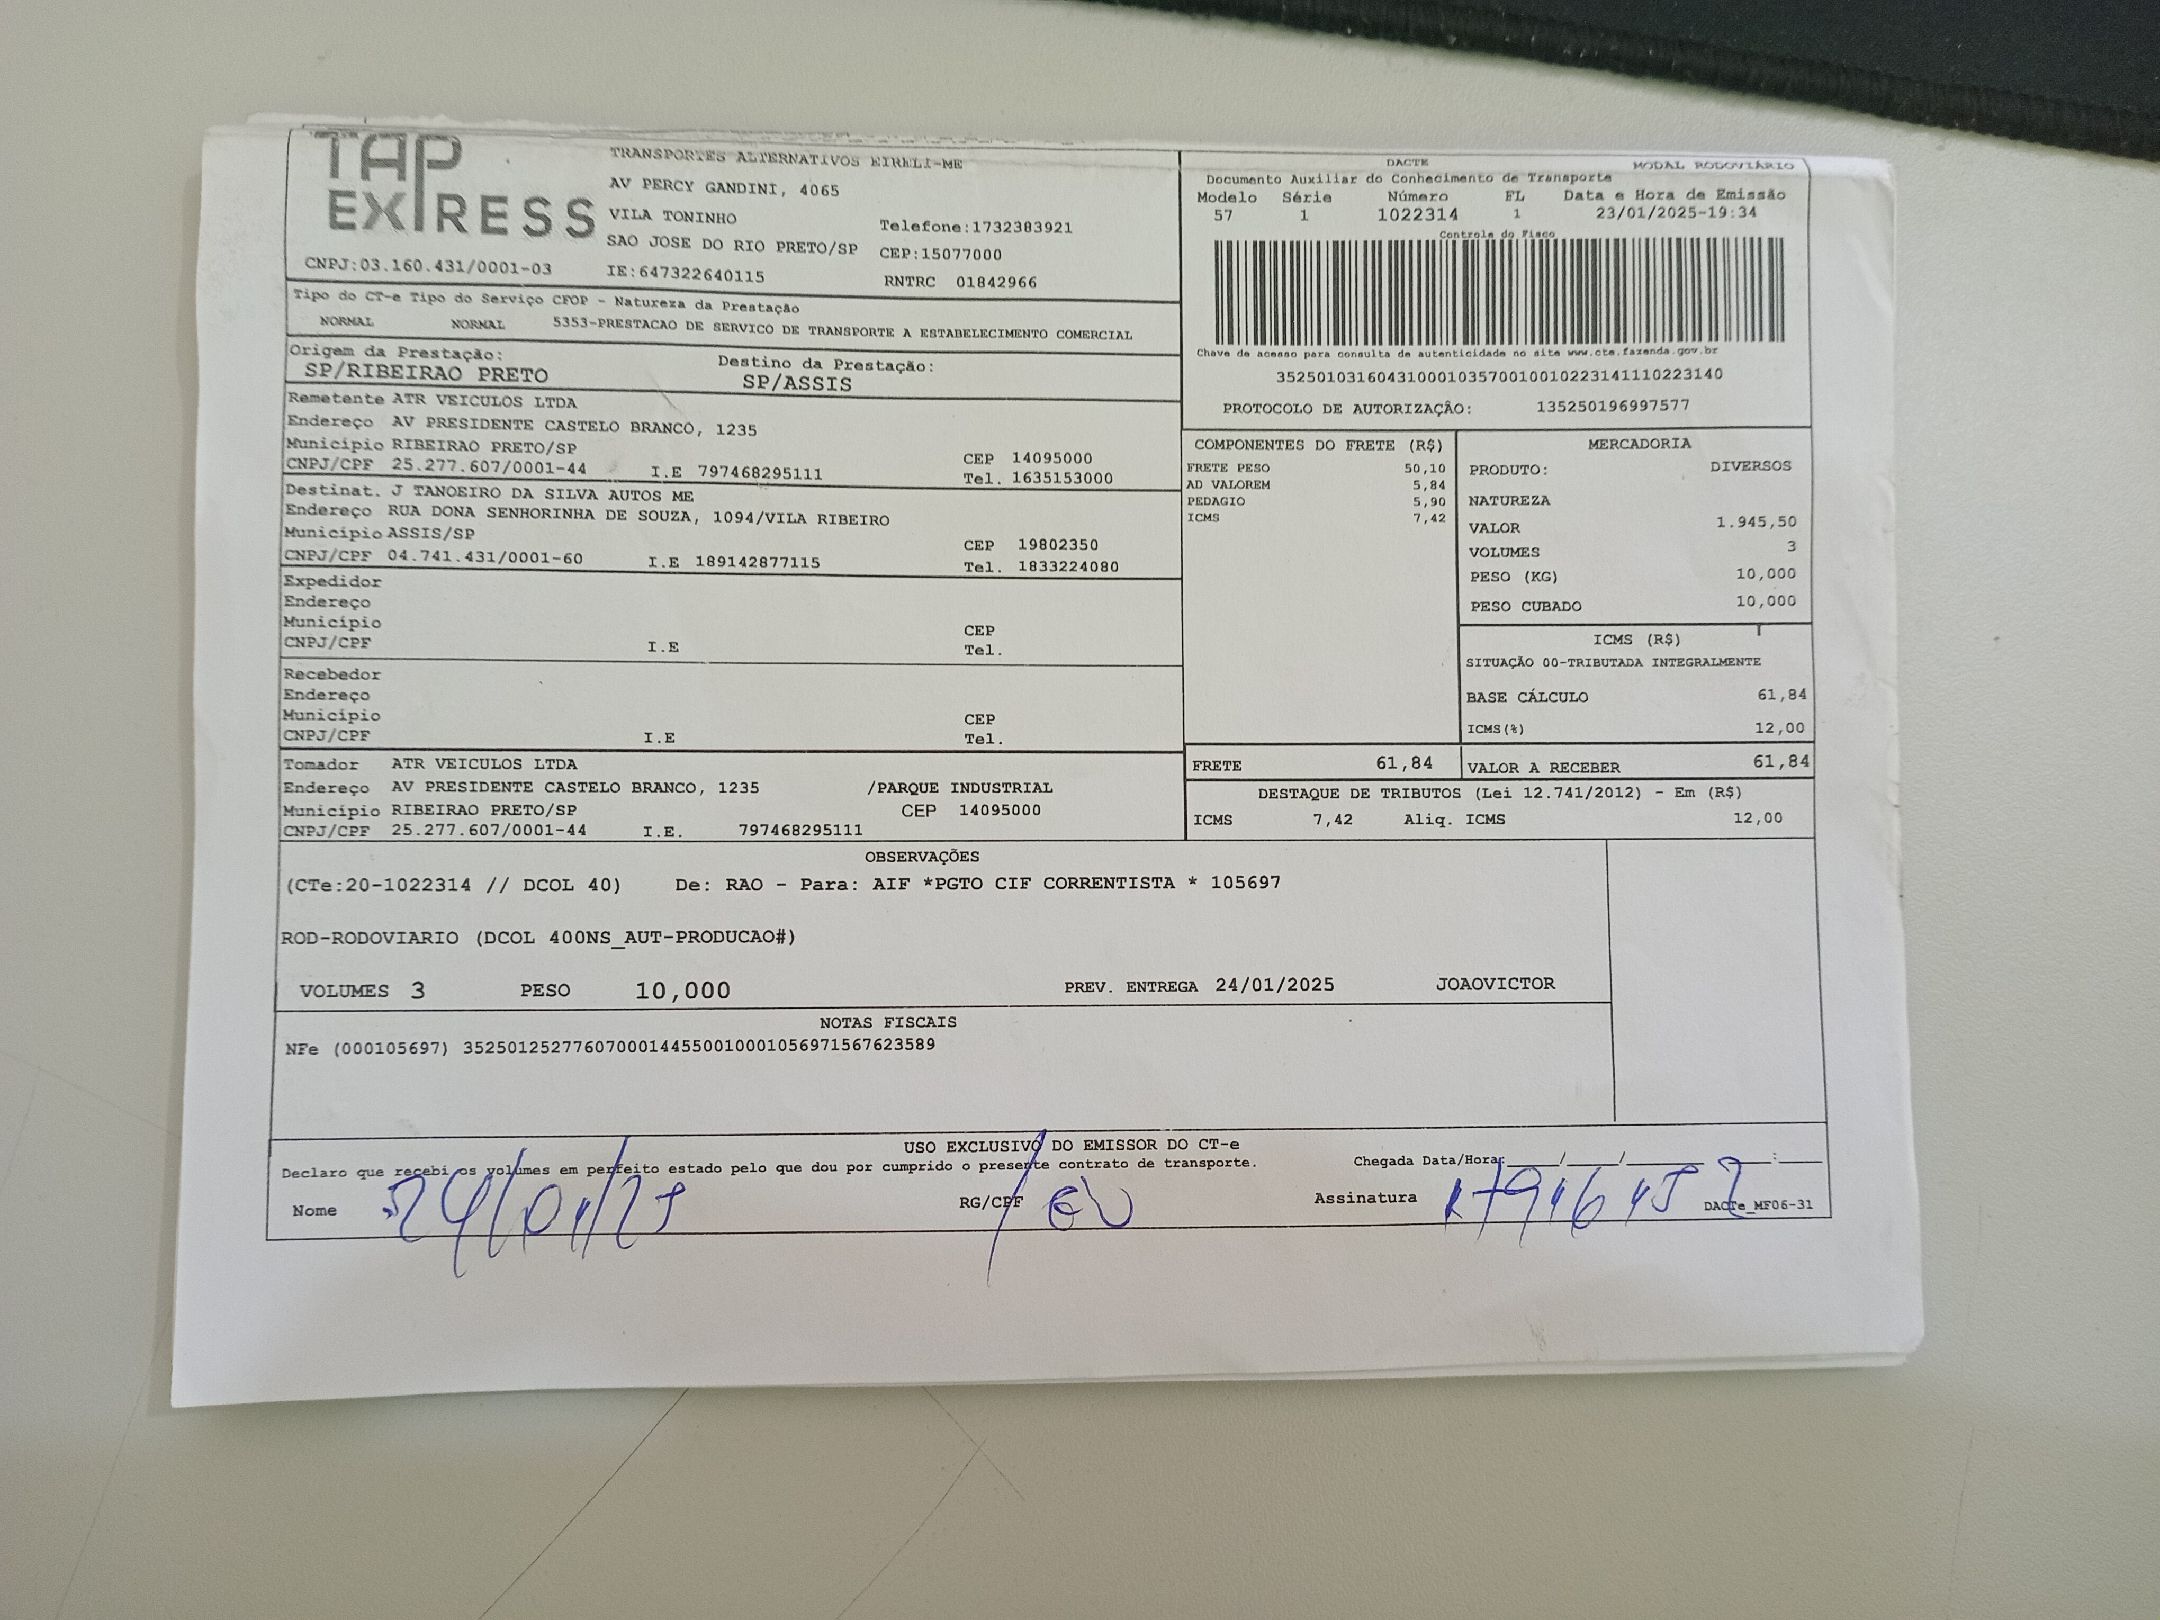 TAP EXPRESS
CNPJ:03.160.431/0001-03
TRANSPORTES ALTERNATIVOS EIRELI-ME
AV PERCY GANDINI, 4065
VILA TONINHO
Telefone:1732383921
SAO JOSE DO RIO PRETO/SP CEP:15077000
IE:647322640115 RNTRC 01842966
DACTE MODAL RODOVIÁRIO
Documento Auxiliar do Conhecimento de Transporte
Modelo Série Número FL Data e Hora de Emissão
57 1 1022314 1 23/01/2025-19:34
Controle do Fisco
Chave de acesso para consulta de autenticidade no site www.cte.fazenda.gov.br
35250103160431000103570010010223141110223140
PROTOCOLO DE AUTORIZAÇÃO: 135250196997577
Tipo do CT-e Tipo do Serviço CFOP - Natureza da Prestação
NORMAL NORMAL 5353-PRESTACAO DE SERVICO DE TRANSPORTE A ESTABELECIMENTO COMERCIAL
Origem da Prestação: Destino da Prestação:
SP/RIBEIRAO PRETO SP/ASSIS
Remetente ATR VEICULOS LTDA
Endereço AV PRESIDENTE CASTELO BRANCO, 1235
Município RIBEIRAO PRETO/SP CEP 14095000
CNPJ/CPF 25.277.607/0001-44 I.E 797468295111 Tel. 1635153000
Destinat. J TANOEIRO DA SILVA AUTOS ME
Endereço RUA DONA SENHORINHA DE SOUZA, 1094/VILA RIBEIRO
Município ASSIS/SP CEP 19802350
CNPJ/CPF 04.741.431/0001-60 I.E 189142877115 Tel. 1833224080
Expedidor
Endereço
Município CEP
CNPJ/CPF I.E Tel.
Recebedor
Endereço
Município CEP
CNPJ/CPF I.E Tel.
Tomador ATR VEICULOS LTDA
Endereço AV PRESIDENTE CASTELO BRANCO, 1235 /PARQUE INDUSTRIAL
Município RIBEIRAO PRETO/SP CEP 14095000
CNPJ/CPF 25.277.607/0001-44 I.E. 797468295111
COMPONENTES DO FRETE (R$)
FRETE PESO 50,10
AD VALOREM 5,84
PEDAGIO 5,90
ICMS 7,42
MERCADORIA
PRODUTO: DIVERSOS
NATUREZA
VALOR 1.945,50
VOLUMES 3
PESO (KG) 10,000
PESO CUBADO 10,000
ICMS (R$)
SITUAÇÃO 00-TRIBUTADA INTEGRALMENTE
BASE CÁLCULO 61,84
ICMS(%) 12,00
FRETE 61,84 VALOR A RECEBER 61,84
DESTAQUE DE TRIBUTOS (Lei 12.741/2012) - Em (R$)
ICMS 7,42 Aliq. ICMS 12,00
OBSERVAÇÕES
(CTe:20-1022314 // DCOL 40) De: RAO - Para: AIF *PGTO CIF CORRENTISTA * 105697
ROD-RODOVIARIO (DCOL 400NS_AUT-PRODUCAO#)
VOLUMES 3 PESO 10,000 PREV. ENTREGA 24/01/2025 JOAOVICTOR
NOTAS FISCAIS
NFe (000105697) 35250125277607000144550010001056971567623589
USO EXCLUSIVO DO EMISSOR DO CT-e
Declaro que recebi os volumes em perfeito estado pelo que dou por cumprido o presente contrato de transporte. Chegada Data/Hora:
Nome 24/01/25 RG/CPF Assinatura DACTe_MF06-31